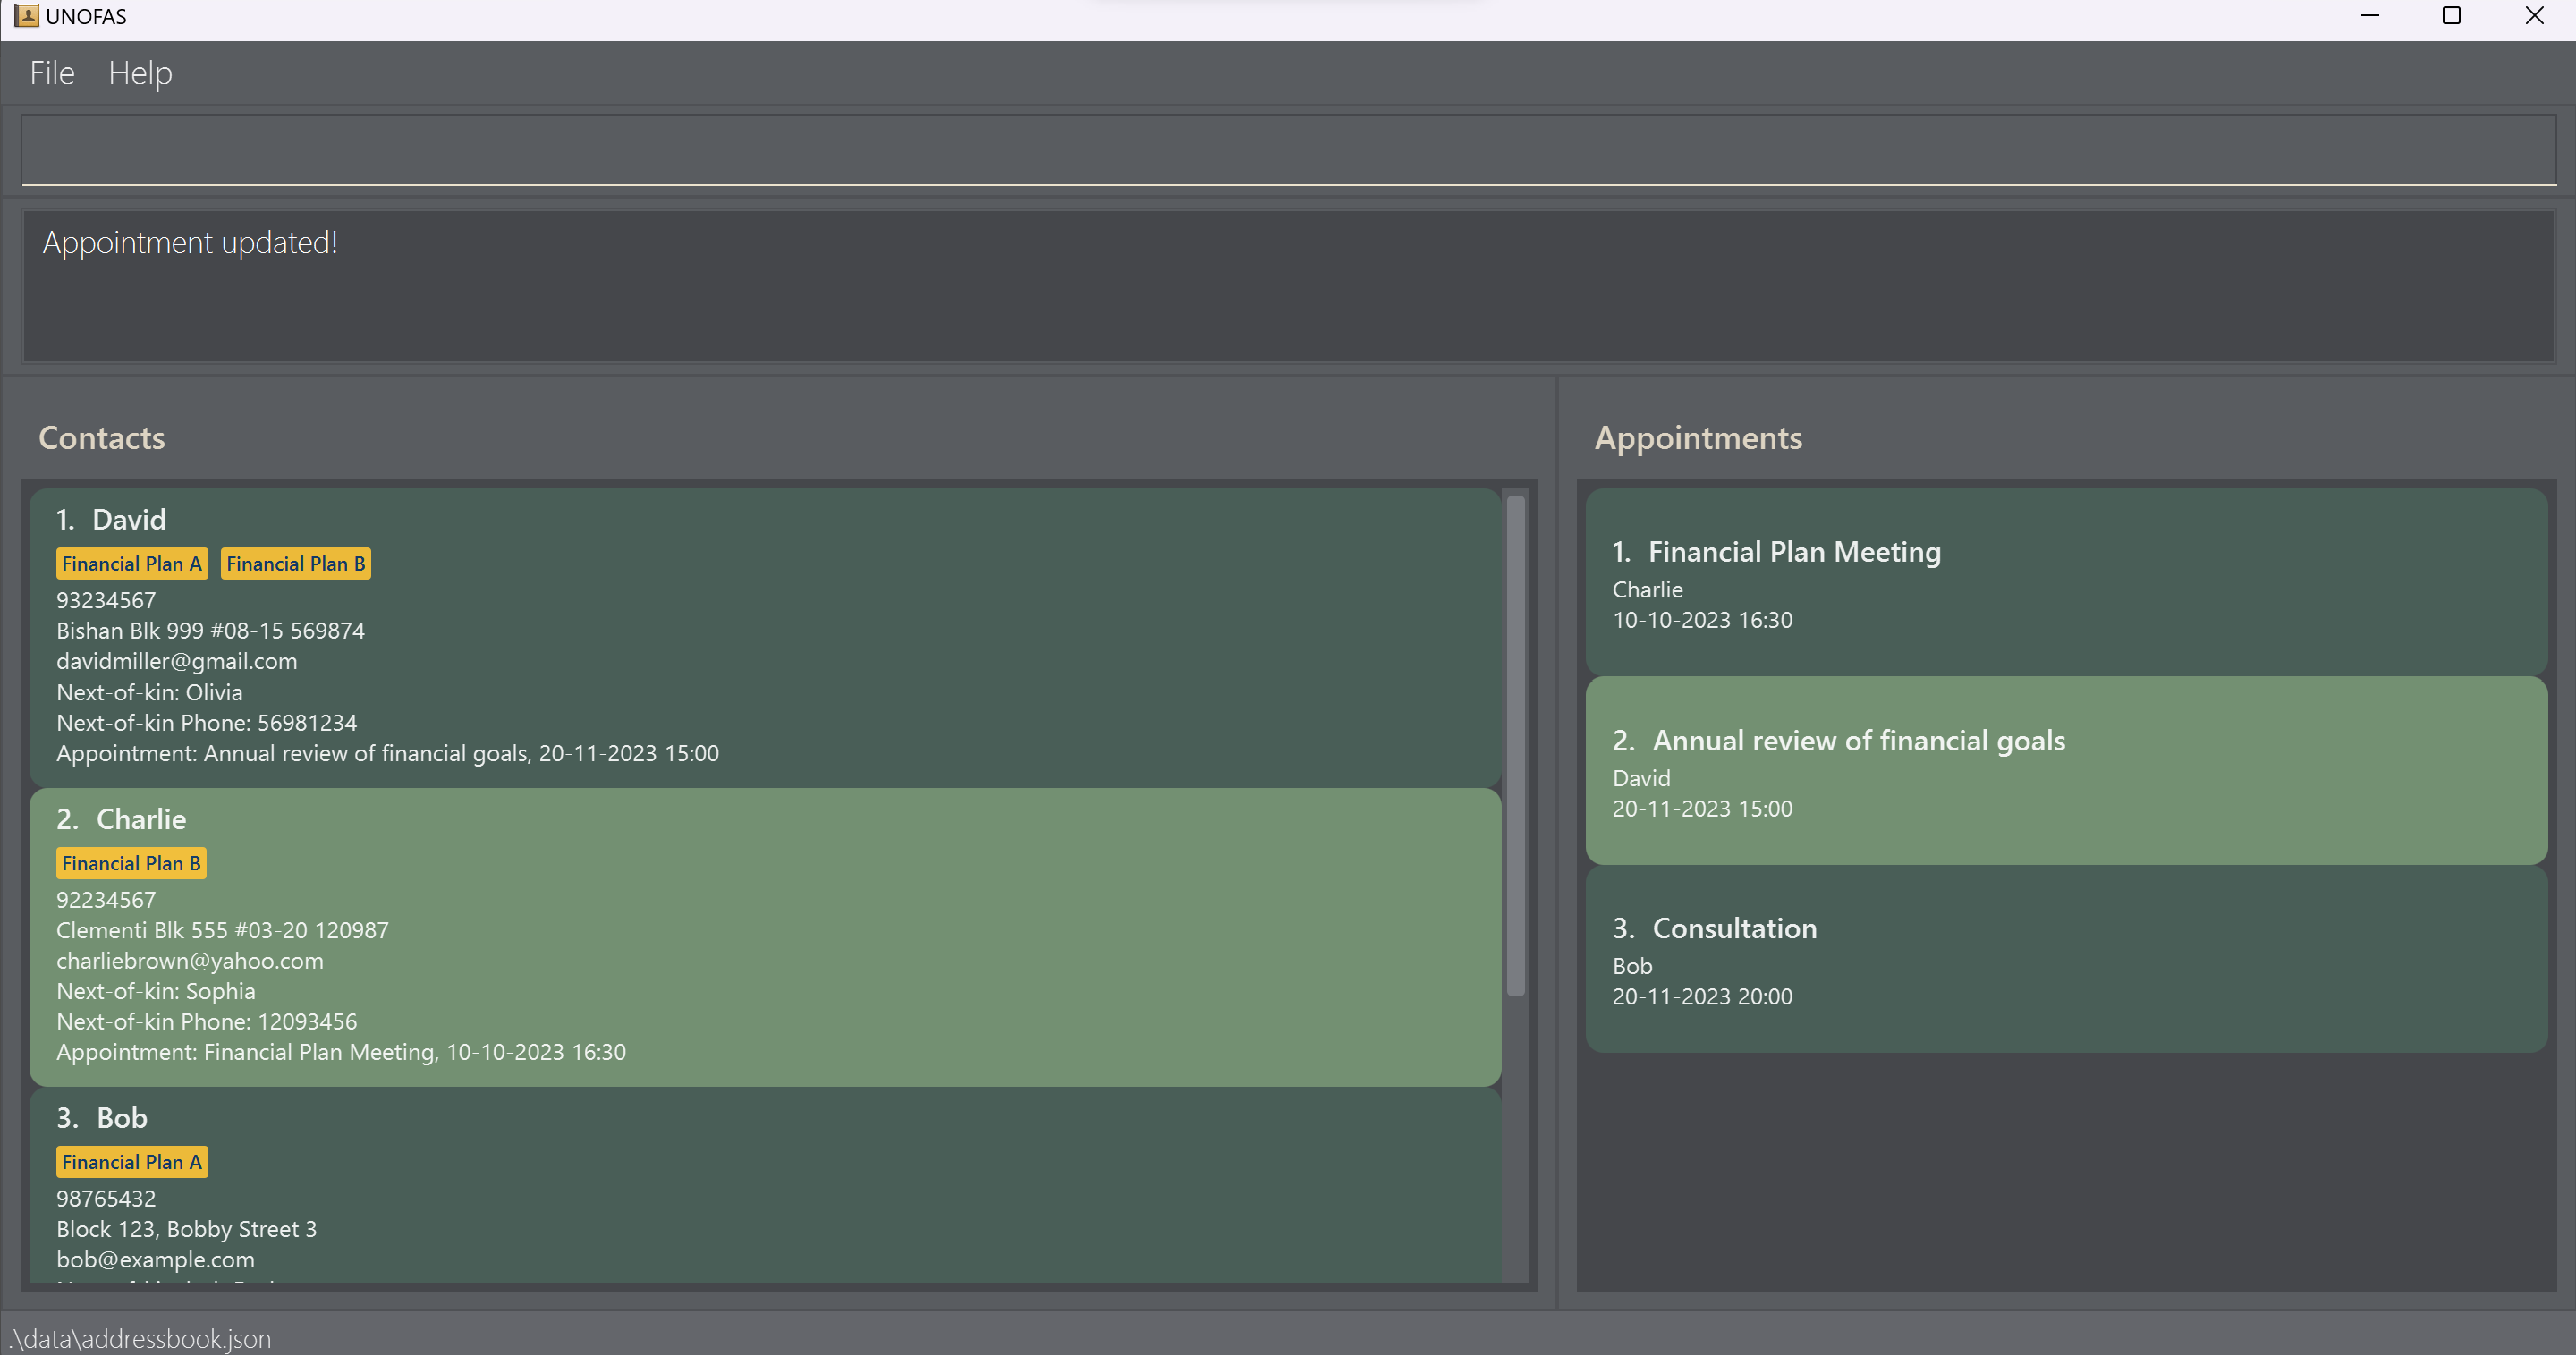 UNOFAS
File Help
Appointment updated!
Contacts
1. David
Financial Plan A Financial Plan B
93234567
Bishan Blk 999 #08-15 569874
davidmiller@gmail.com
Next-of-kin: Olivia
Next-of-kin Phone: 56981234
Appointment: Annual review of financial goals, 20-11-2023 15:00
2. Charlie
Financial Plan B
92234567
Clementi Blk 555 #03-20 120987
charliebrown@yahoo.com
Next-of-kin: Sophia
Next-of-kin Phone: 12093456
Appointment: Financial Plan Meeting, 10-10-2023 16:30
3. Bob
Financial Plan A
98765432
Block 123, Bobby Street 3
bob@example.com
Appointments
1. Financial Plan Meeting
Charlie
10-10-2023 16:30
2. Annual review of financial goals
David
20-11-2023 15:00
3. Consultation
Bob
20-11-2023 20:00
.\data\addressbook.json